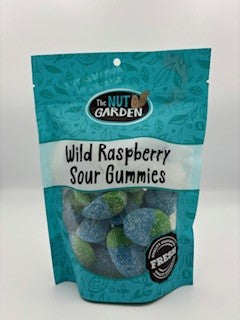 The NUT
GARDEN
Wild Raspberry
Sour Gummies
FRESH